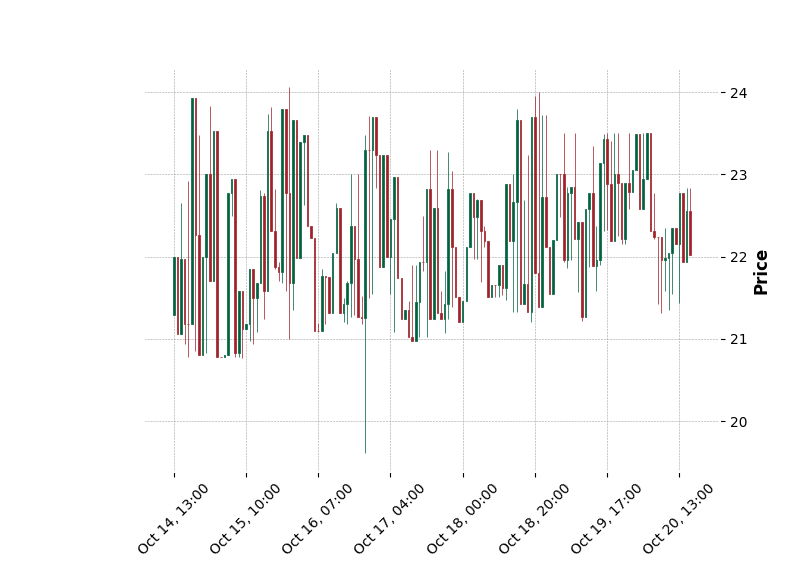 24
23
22
21
20
Price
Oct 14, 13:00
Oct 15, 10:00
Oct 16, 07:00
Oct 17, 04:00
Oct 18, 00:00
Oct 18, 20:00
Oct 19, 17:00
Oct 20, 13:00